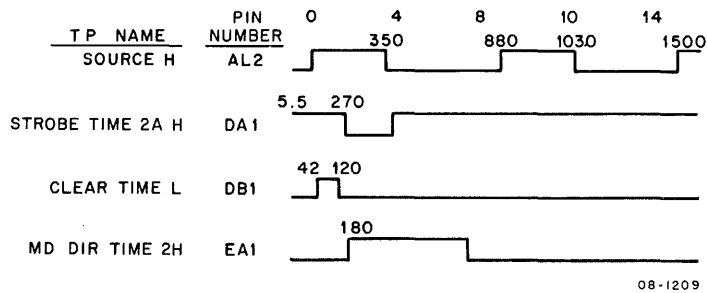 PIN 0 4 8 10 14
TP NAME NUMBER 350 880 1030 1500
SOURCE H AL2
5.5 270
STROBE TIME 2A H DA1
42 120
CLEAR TIME L DB1
180
MD DIR TIME 2H EA1
08-1209